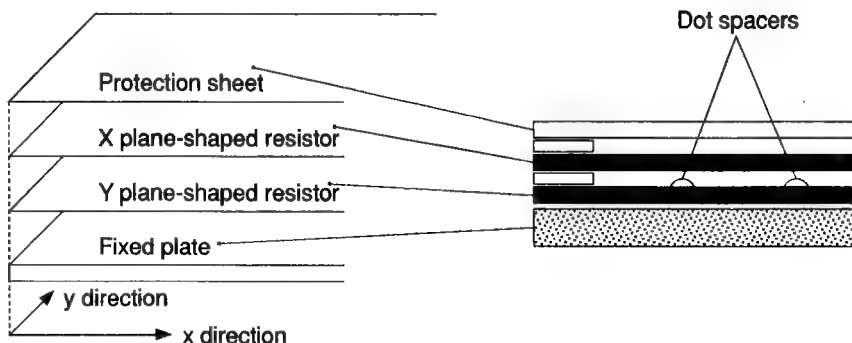 Dot spacers
Protection sheet
X plane-shaped resistor
Y plane-shaped resistor
Fixed plate
y direction
x direction